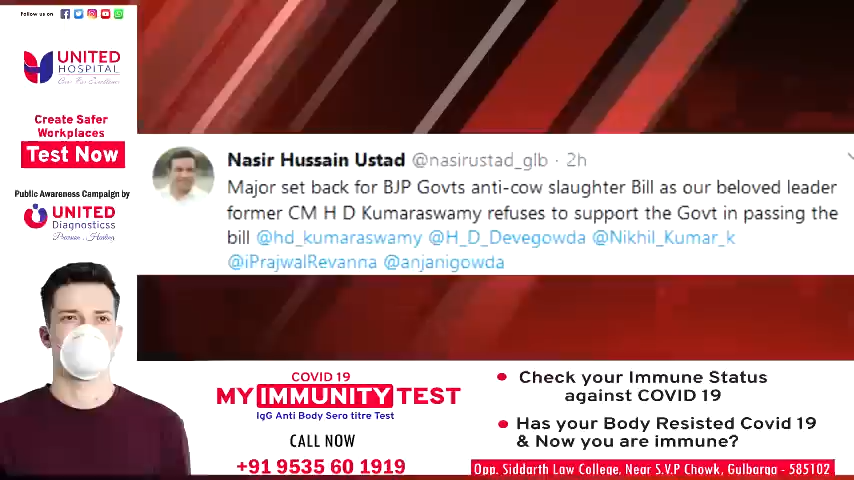 Follow us on
UNITED
HOSPITAL
Care For Excellence
Create Safer
Workplaces
Test Now
Public Awareness Campaign by
UNITED
Diagnosticss
Nasir Hussain Ustad @nasirustad_glb · 2h
Major set back for BJP Govts anti-cow slaughter Bill as our beloved leader
former CM H D Kumaraswamy refuses to support the Govt in passing the
bill @hd_kumaraswamy @H_D_Devegowda @Nikhil_Kumar_k
@iPrajwalRevanna @anjanigowda
COVID 19
MY IMMUNITY TEST
IgG Anti Body Sero titre Test
CALL NOW
+91 9535 60 1919
• Check your Immune Status
against COVID 19
• Has your Body Resisted Covid 19
& Now you are immune?
Opp. Siddarth Law College, Near S.V.P Chowk, Gulbarga - 585102